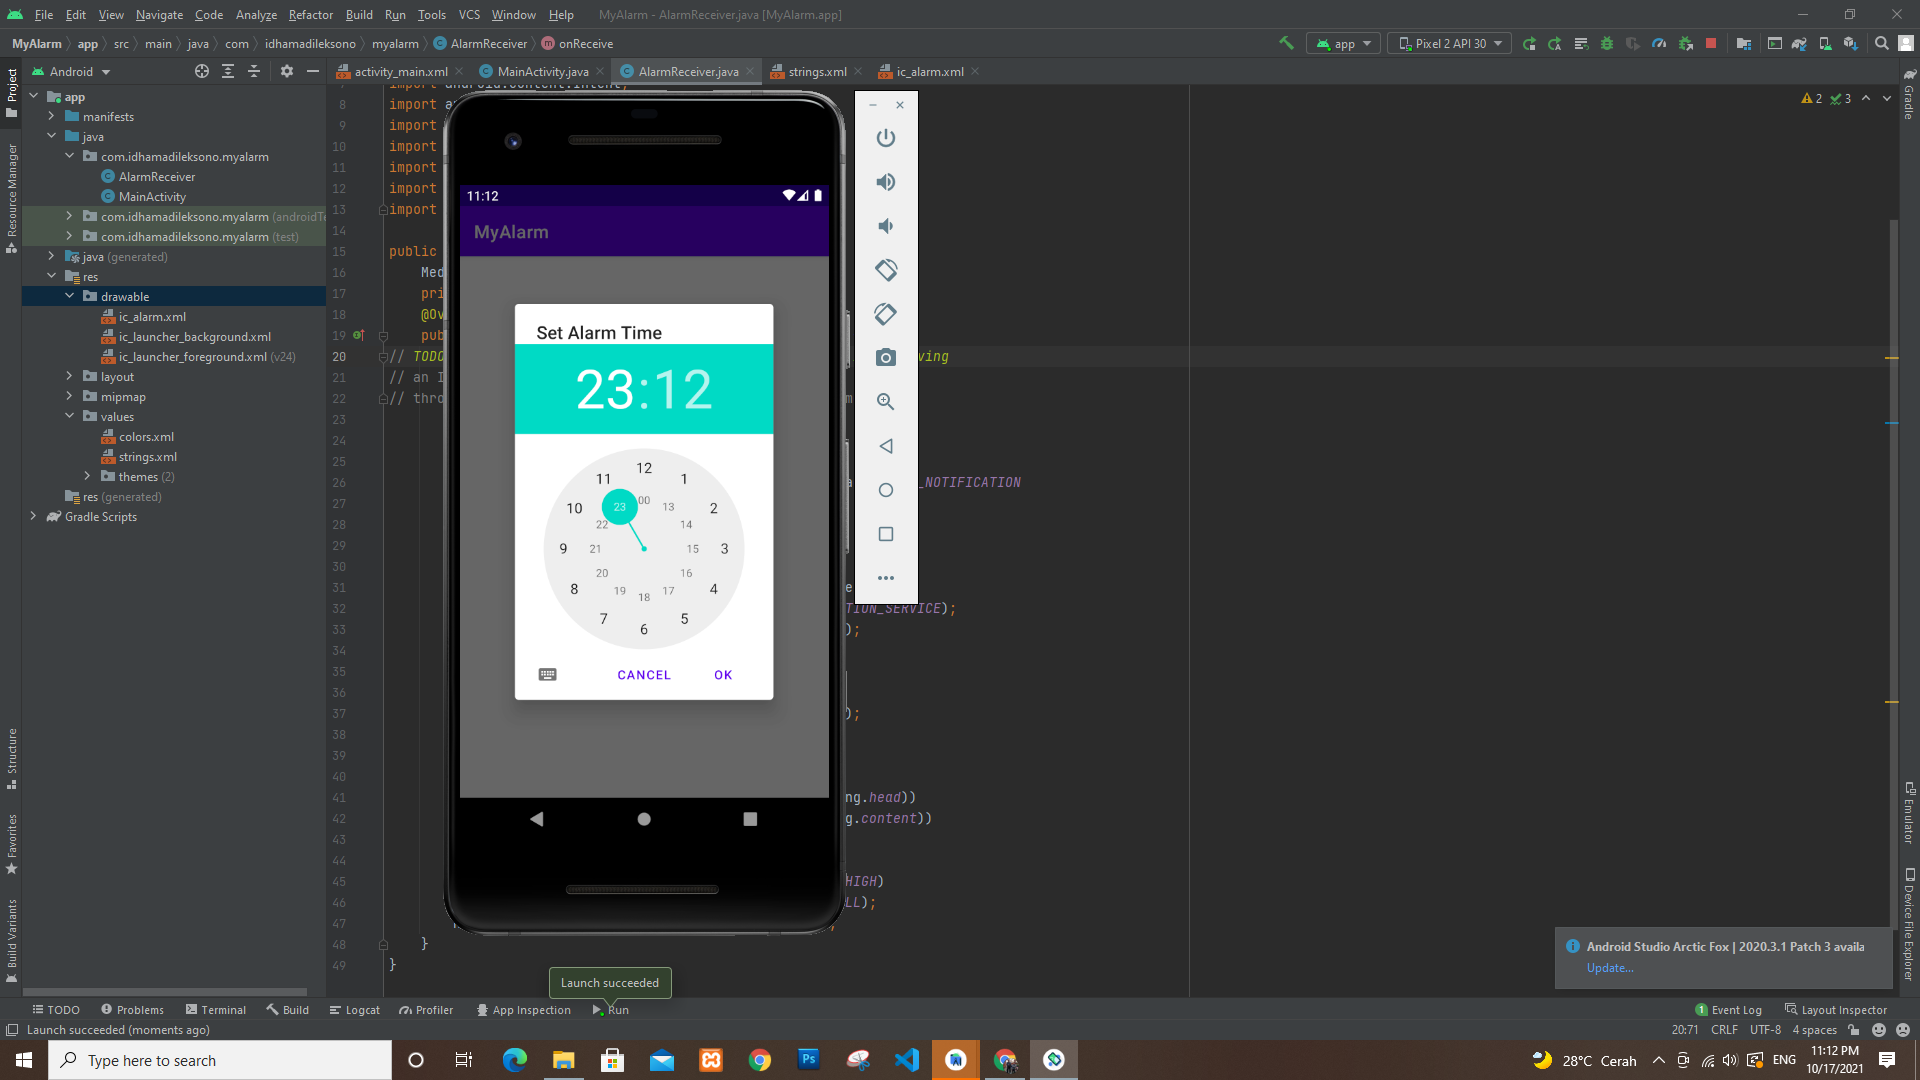 File Edit View Navigate Code Analyze Refactor Build Run Tools VCS Window Help MyAlarm - AlarmReceiver.java [MyAlarm.app]
MyAlarm app src main java com idhamadileksono myalarm AlarmReceiver onReceive
app Pixel 2 API 30
Android
activity_main.xml MainActivity.java AlarmReceiver.java strings.xml ic_alarm.xml
Project
Resource Manager
Structure
Favorites
Build Variants
Gradle
Emulator
Device File Explorer
app
manifests
java
com.idhamadileksono.myalarm
AlarmReceiver
MainActivity
com.idhamadileksono.myalarm
com.idhamadileksono.myalarm (test)
java (generated)
res
drawable
ic_alarm.xml
ic_launcher_background.xml
ic_launcher_foreground.xml (v24)
layout
mipmap
values
colors.xml
strings.xml
themes (2)
res (generated)
Gradle Scripts
2 3
import android.content.Intent;
8 import
9 import
10 import
11 import
12 import
13 import
14
15 public
16 Med
17 pri
18 @Ov
19 pub
20 // TODO ving
21 // an I
22 // thro
23
24
25
26 _NOTIFICATION
27
28
29
30
31
32 TION_SERVICE);
33 );
34
35
36
37 );
38
39
40
41 ng.head))
42 g.content))
43
44
45 HIGH)
46 LL);
47
48 }
49 }
11:12
MyAlarm
Set Alarm Time
23:12
12 1 2 3 4 5 6 7 8 9 10 11
00 13 14 15 16 17 18 19 20 21 22 23
CANCEL OK
Launch succeeded
Android Studio Arctic Fox | 2020.3.1 Patch 3 availa
Update...
TODO Problems Terminal Build Logcat Profiler App Inspection Run
1 Event Log Layout Inspector
Launch succeeded (moments ago)
20:71 CRLF UTF-8 4 spaces
Type here to search
Ps
28°C Cerah ENG
11:12 PM
10/17/2021